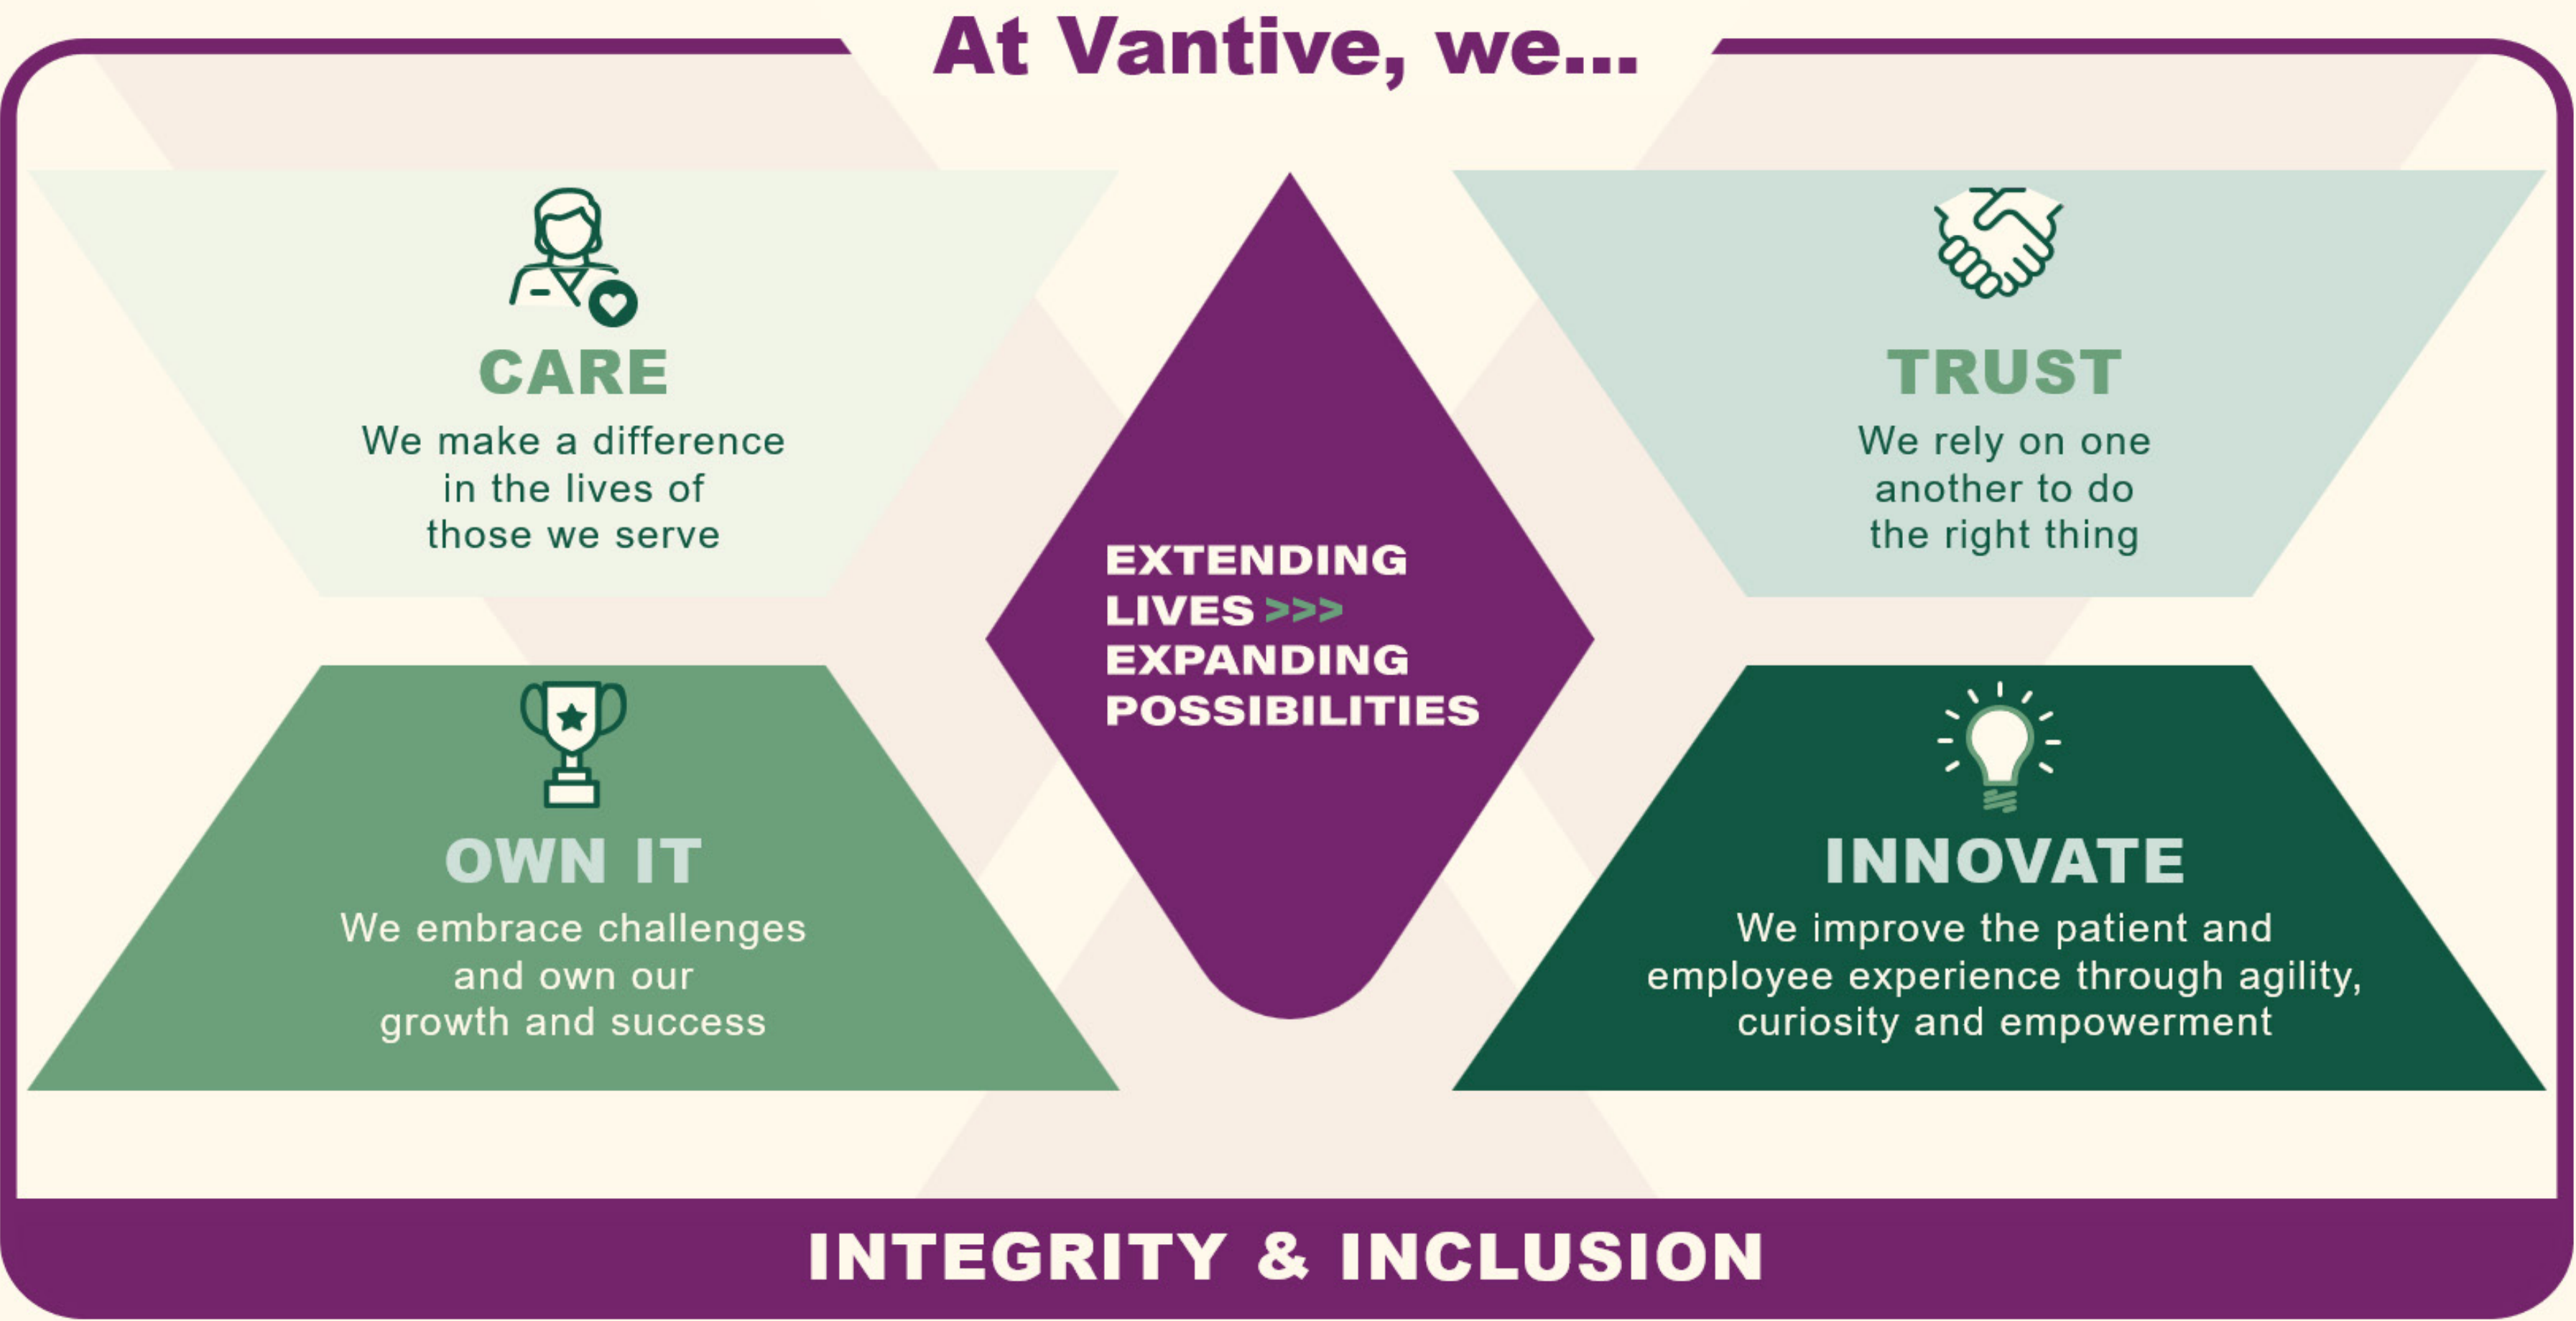 At Vantive, we...
CARE
We make a difference
in the lives of
those we serve
TRUST
We rely on one
another to do
the right thing
EXTENDING
LIVES >>>
EXPANDING
POSSIBILITIES
OWN IT
We embrace challenges
and own our
growth and success
INNOVATE
We improve the patient and
employee experience through agility,
curiosity and empowerment
INTEGRITY & INCLUSION